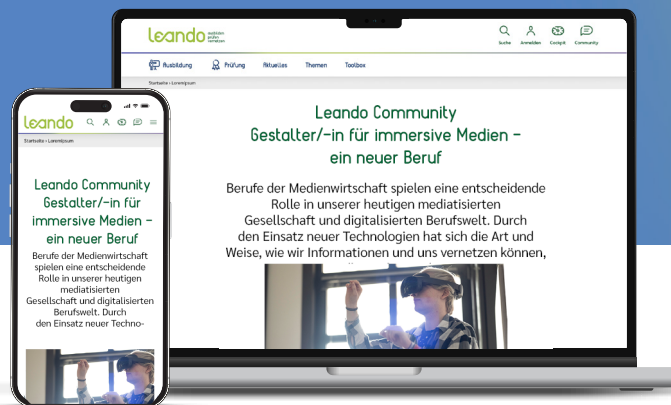 Leando ausbilden
prüfen
vernetzen
Suche Anmelden Cockpit Community
Ausbildung Prüfung Aktuelles Themen Toolbox
Startseite › Loremipsum
Leando Community
Gestalter/-in für immersive Medien –
ein neuer Beruf
Berufe der Medienwirtschaft spielen eine entscheidende
Rolle in unserer heutigen mediatisierten
Gesellschaft und digitalisierten Berufswelt. Durch
den Einsatz neuer Technologien hat sich die Art und
Weise, wie wir Informationen und uns vernetzen können,
Leando
Startseite › Loremipsum
Leando Community
Gestalter/-in für
immersive Medien –
ein neuer Beruf
Berufe der Medienwirtschaft
spielen eine entscheidende
Rolle in unserer heutigen
mediatisierten
Gesellschaft und digitalisierten
Berufswelt. Durch
den Einsatz neuer Techno-